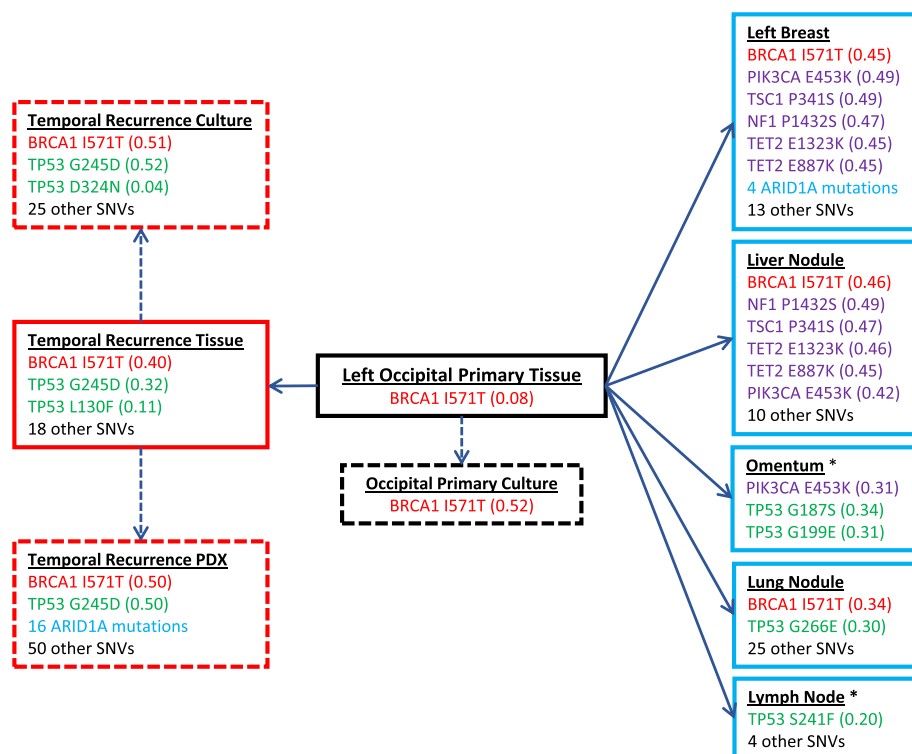 Temporal Recurrence Culture
BRCA1 I571T (0.51)
TP53 G245D (0.52)
TP53 D324N (0.04)
25 other SNVs
Temporal Recurrence Tissue
BRCA1 I571T (0.40)
TP53 G245D (0.32)
TP53 L130F (0.11)
18 other SNVs
Temporal Recurrence PDX
BRCA1 I571T (0.50)
TP53 G245D (0.50)
16 ARID1A mutations
50 other SNVs
Left Occipital Primary Tissue
BRCA1 I571T (0.08)
Occipital Primary Culture
BRCA1 I571T (0.52)
Left Breast
BRCA1 I571T (0.45)
PIK3CA E453K (0.49)
TSC1 P341S (0.49)
NF1 P1432S (0.47)
TET2 E1323K (0.45)
TET2 E887K (0.45)
4 ARID1A mutations
13 other SNVs
Liver Nodule
BRCA1 I571T (0.46)
NF1 P1432S (0.49)
TSC1 P341S (0.47)
TET2 E1323K (0.46)
TET2 E887K (0.45)
PIK3CA E453K (0.42)
10 other SNVs
Omentum *
PIK3CA E453K (0.31)
TP53 G187S (0.34)
TP53 G199E (0.31)
Lung Nodule
BRCA1 I571T (0.34)
TP53 G266E (0.30)
25 other SNVs
Lymph Node *
TP53 S241F (0.20)
4 other SNVs